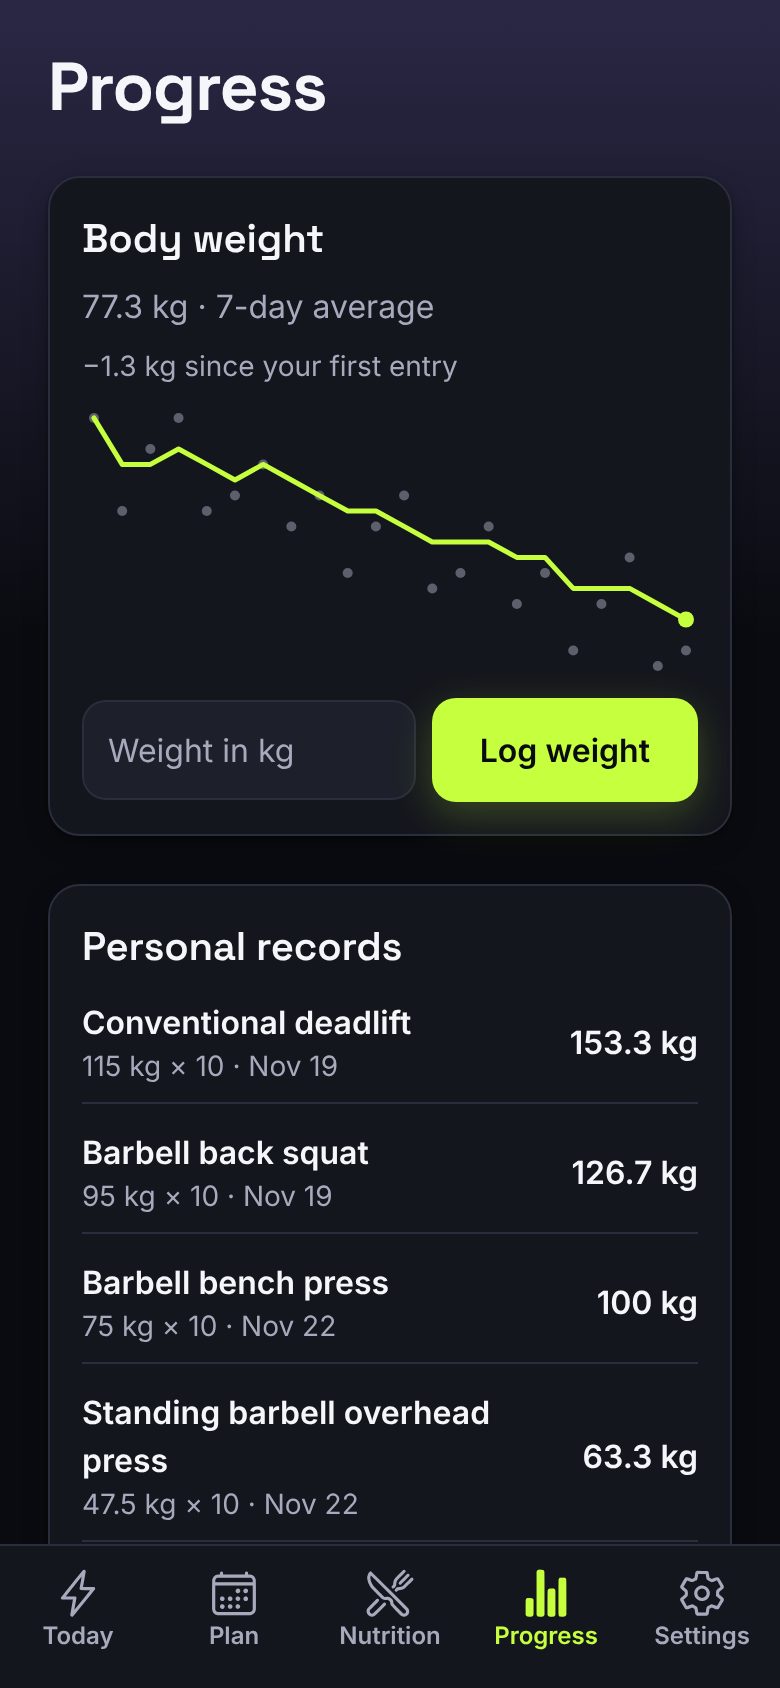 Progress
Body weight
77.3 kg · 7-day average
−1.3 kg since your first entry
Weight in kg
Log weight
Personal records
Conventional deadlift
115 kg × 10 · Nov 19
153.3 kg
Barbell back squat
95 kg × 10 · Nov 19
126.7 kg
Barbell bench press
75 kg × 10 · Nov 22
100 kg
Standing barbell overhead
press
47.5 kg × 10 · Nov 22
63.3 kg
Today
Plan
Nutrition
Progress
Settings